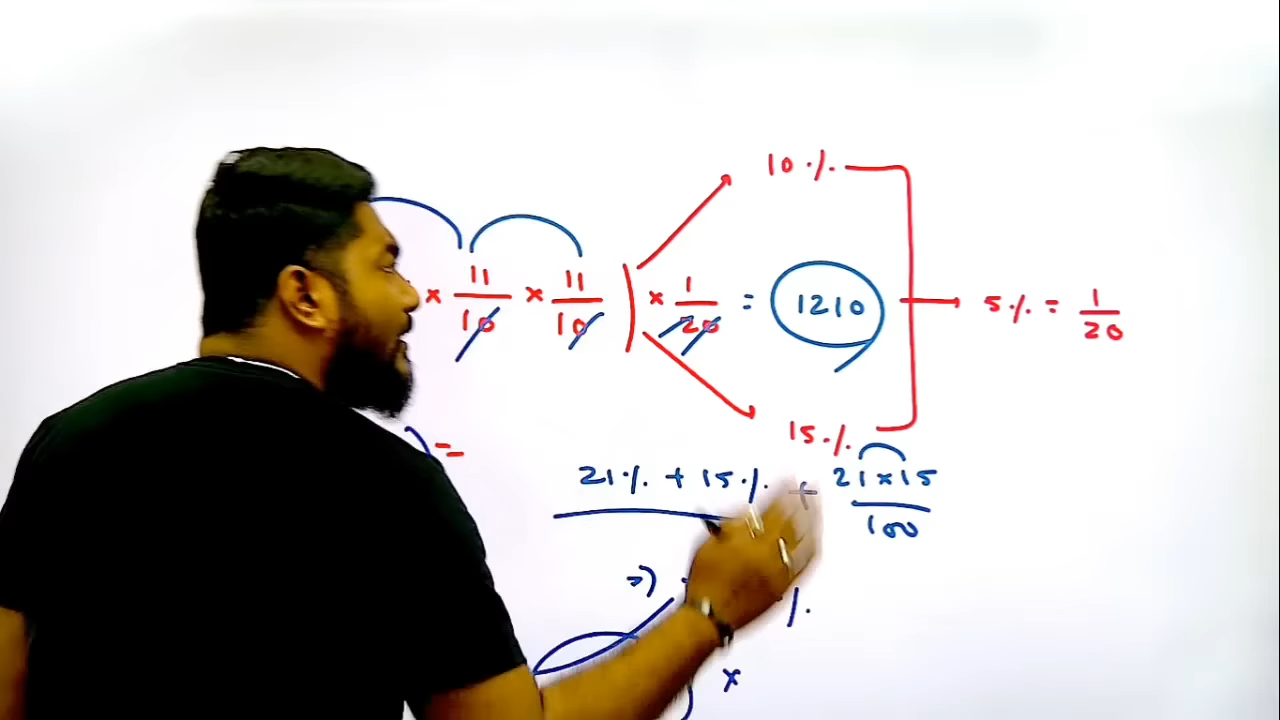 10 %
× 11/10 × 11/10 ) × 1/20 = 1210
5 % = 1/20
15 %
) =
21 % + 15 % + 21 × 15 / 100
⇒) %
×